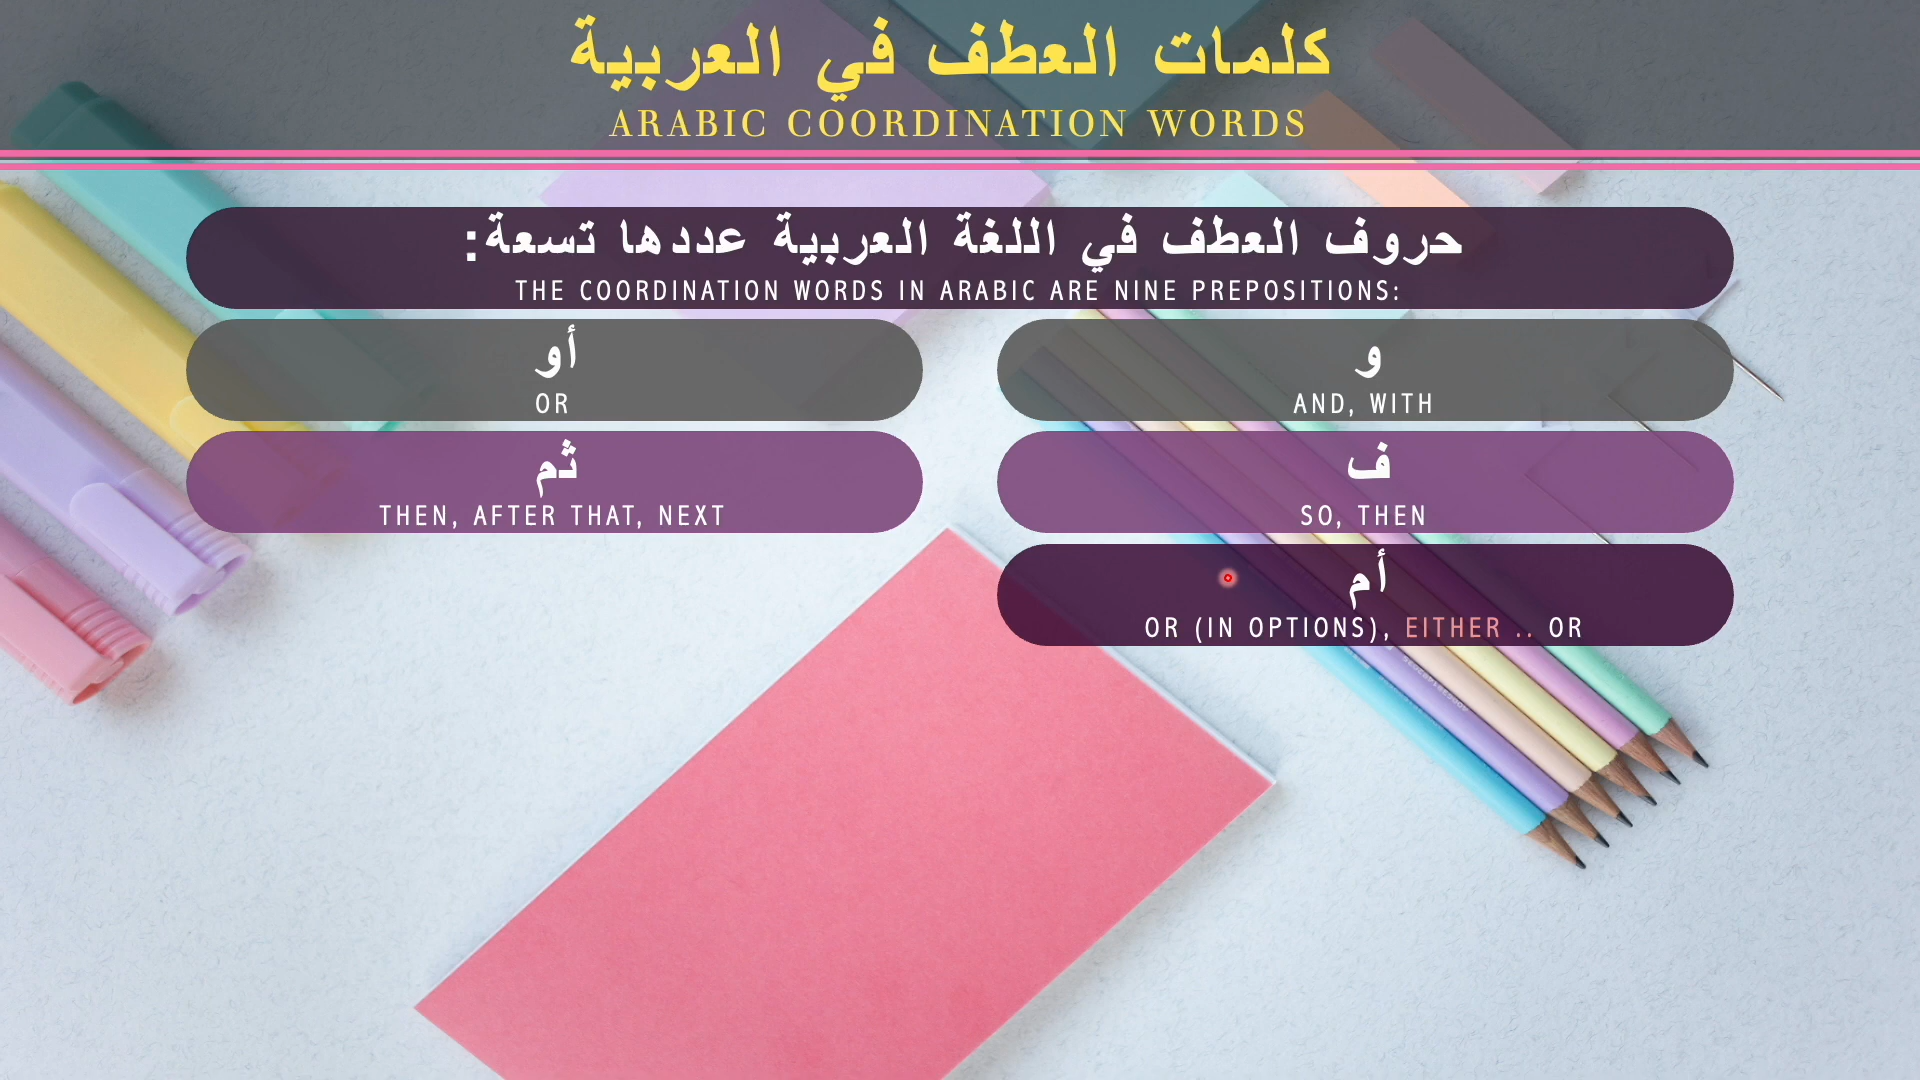 كلمات العطف في العربية
ARABIC COORDINATION WORDS
حروف العطف في اللغة العربية عددها تسعة:
THE COORDINATION WORDS IN ARABIC ARE NINE PREPOSITIONS:
و
AND, WITH
أو
OR
ف
SO, THEN
ثم
THEN, AFTER THAT, NEXT
أم
OR (IN OPTIONS), EITHER .. OR